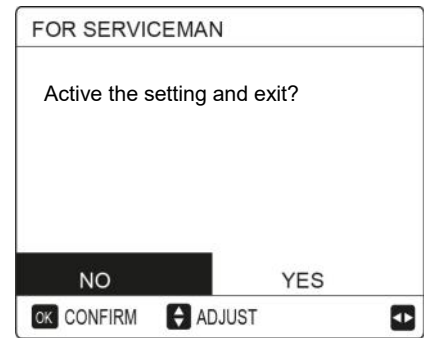 FOR SERVICEMAN
Active the setting and exit?
NO YES
OK CONFIRM ADJUST